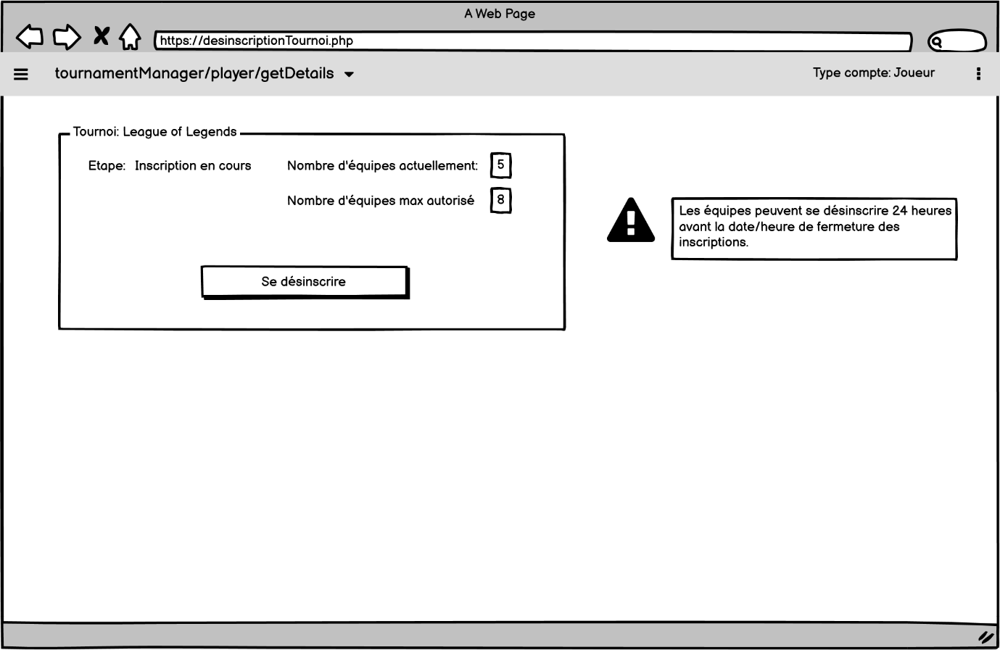 A Web Page
https://desinscriptionTournoi.php
tournamentManager/player/getDetails
Type compte: Joueur
Tournoi: League of Legends
Etape: Inscription en cours
Nombre d'équipes actuellement: 5
Nombre d'équipes max autorisé 8
Les équipes peuvent se désinscrire 24 heures
avant la date/heure de fermeture des
inscriptions.
Se désinscrire